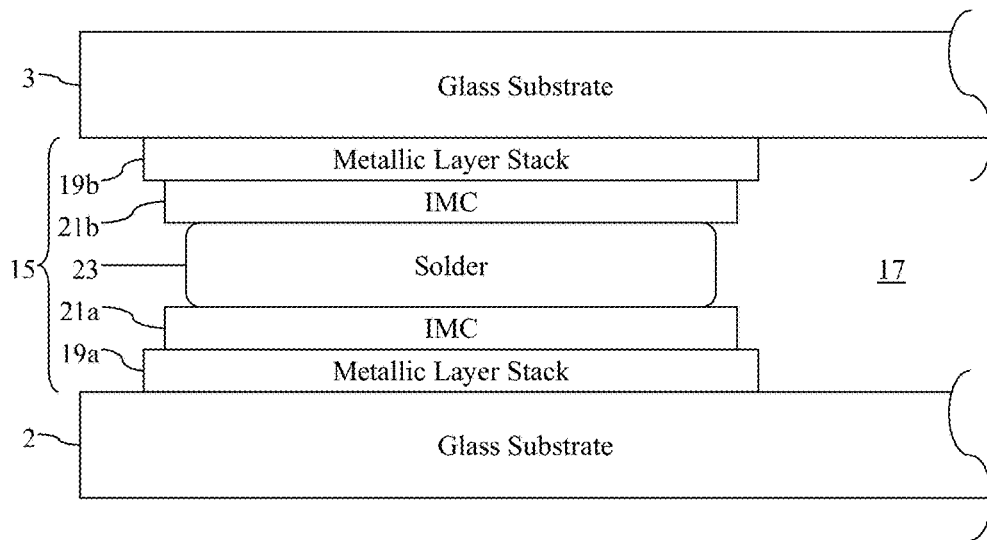 3
Glass Substrate
Metallic Layer Stack
19b
IMC
21b
15
23
Solder
17
21a
IMC
19a
Metallic Layer Stack
2
Glass Substrate